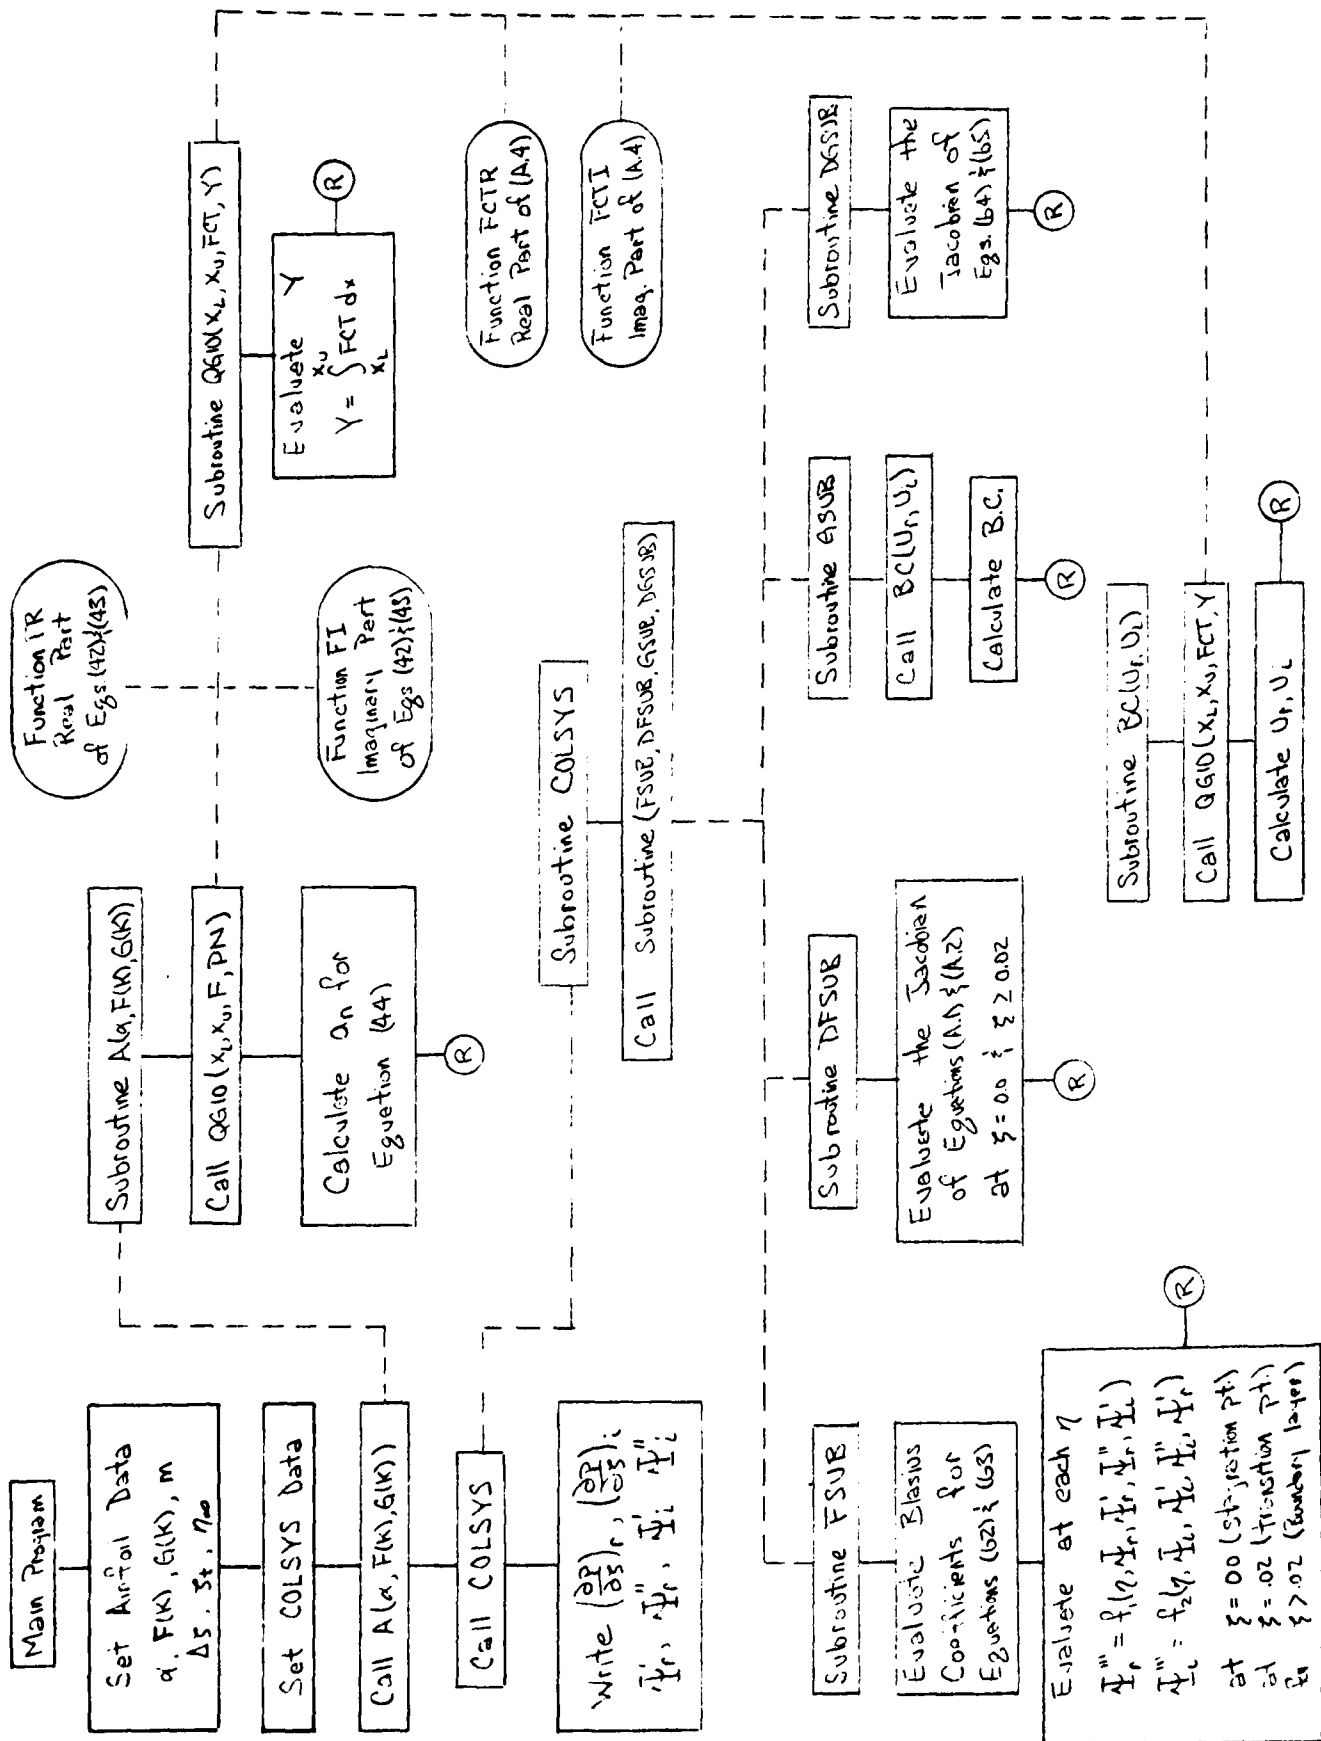 Main Program
Set Airfoil Data
α, F(K), G(K), m
Δξ, ξt, η∞
Set COLSYS Data
Call A(α, F(K), G(K))
Call COLSYS
Write (∂P/∂ξ)r, (∂P/∂ξ)i
Ψ'r, Ψ''r, Ψ'i, Ψ''i
Subroutine A(α, F(K), G(K))
Call QG10(XL, XU, F, PN)
Calculate an for
Equation (44)
R
Function IR
Real Part
of Eqs (42)&(43)
Function FI
Imaginary Part
of Eqs (42)&(43)
Subroutine QG10(XL, XU, FCT, Y)
Evaluate Y
Y = ∫ FCT dx
XU
XL
R
Function FCTR
Real Part of (A.4)
Function FCTI
Imag. Part of (A.4)
Subroutine COLSYS
Call Subroutine (FSUB, DFSUB, GSUB, DGSUB)
Subroutine FSUB
Evaluate Blasius
Coefficients for
Equations (62) & (63)
Evaluate at each η
Ψ'''r = f1(η, Ψr, Ψ'r, Ψ''r, Ψi, Ψ'i)
Ψ'''i = f2(η, Ψi, Ψ'i, Ψ''i, Ψr, Ψ'r)
at ξ = 0.0 (stagnation pt.)
at ξ = .02 (transition pt.)
for ξ > .02 (Boundary layer)
R
Subroutine DFSUB
Evaluate the Jacobian
of Equations (A.1) & (A.2)
at ξ = 0.0 & ξ ≥ 0.02
R
Subroutine GSUB
Call BC(Ur, Ui)
Calculate B.C.
R
Subroutine DGSUB
Evaluate the
Jacobian of
Eqs. (64) & (65)
R
Subroutine BC(Ur, Ui)
Call QG10(XL, XU, FCT, Y)
Calculate Ur, Ui
R